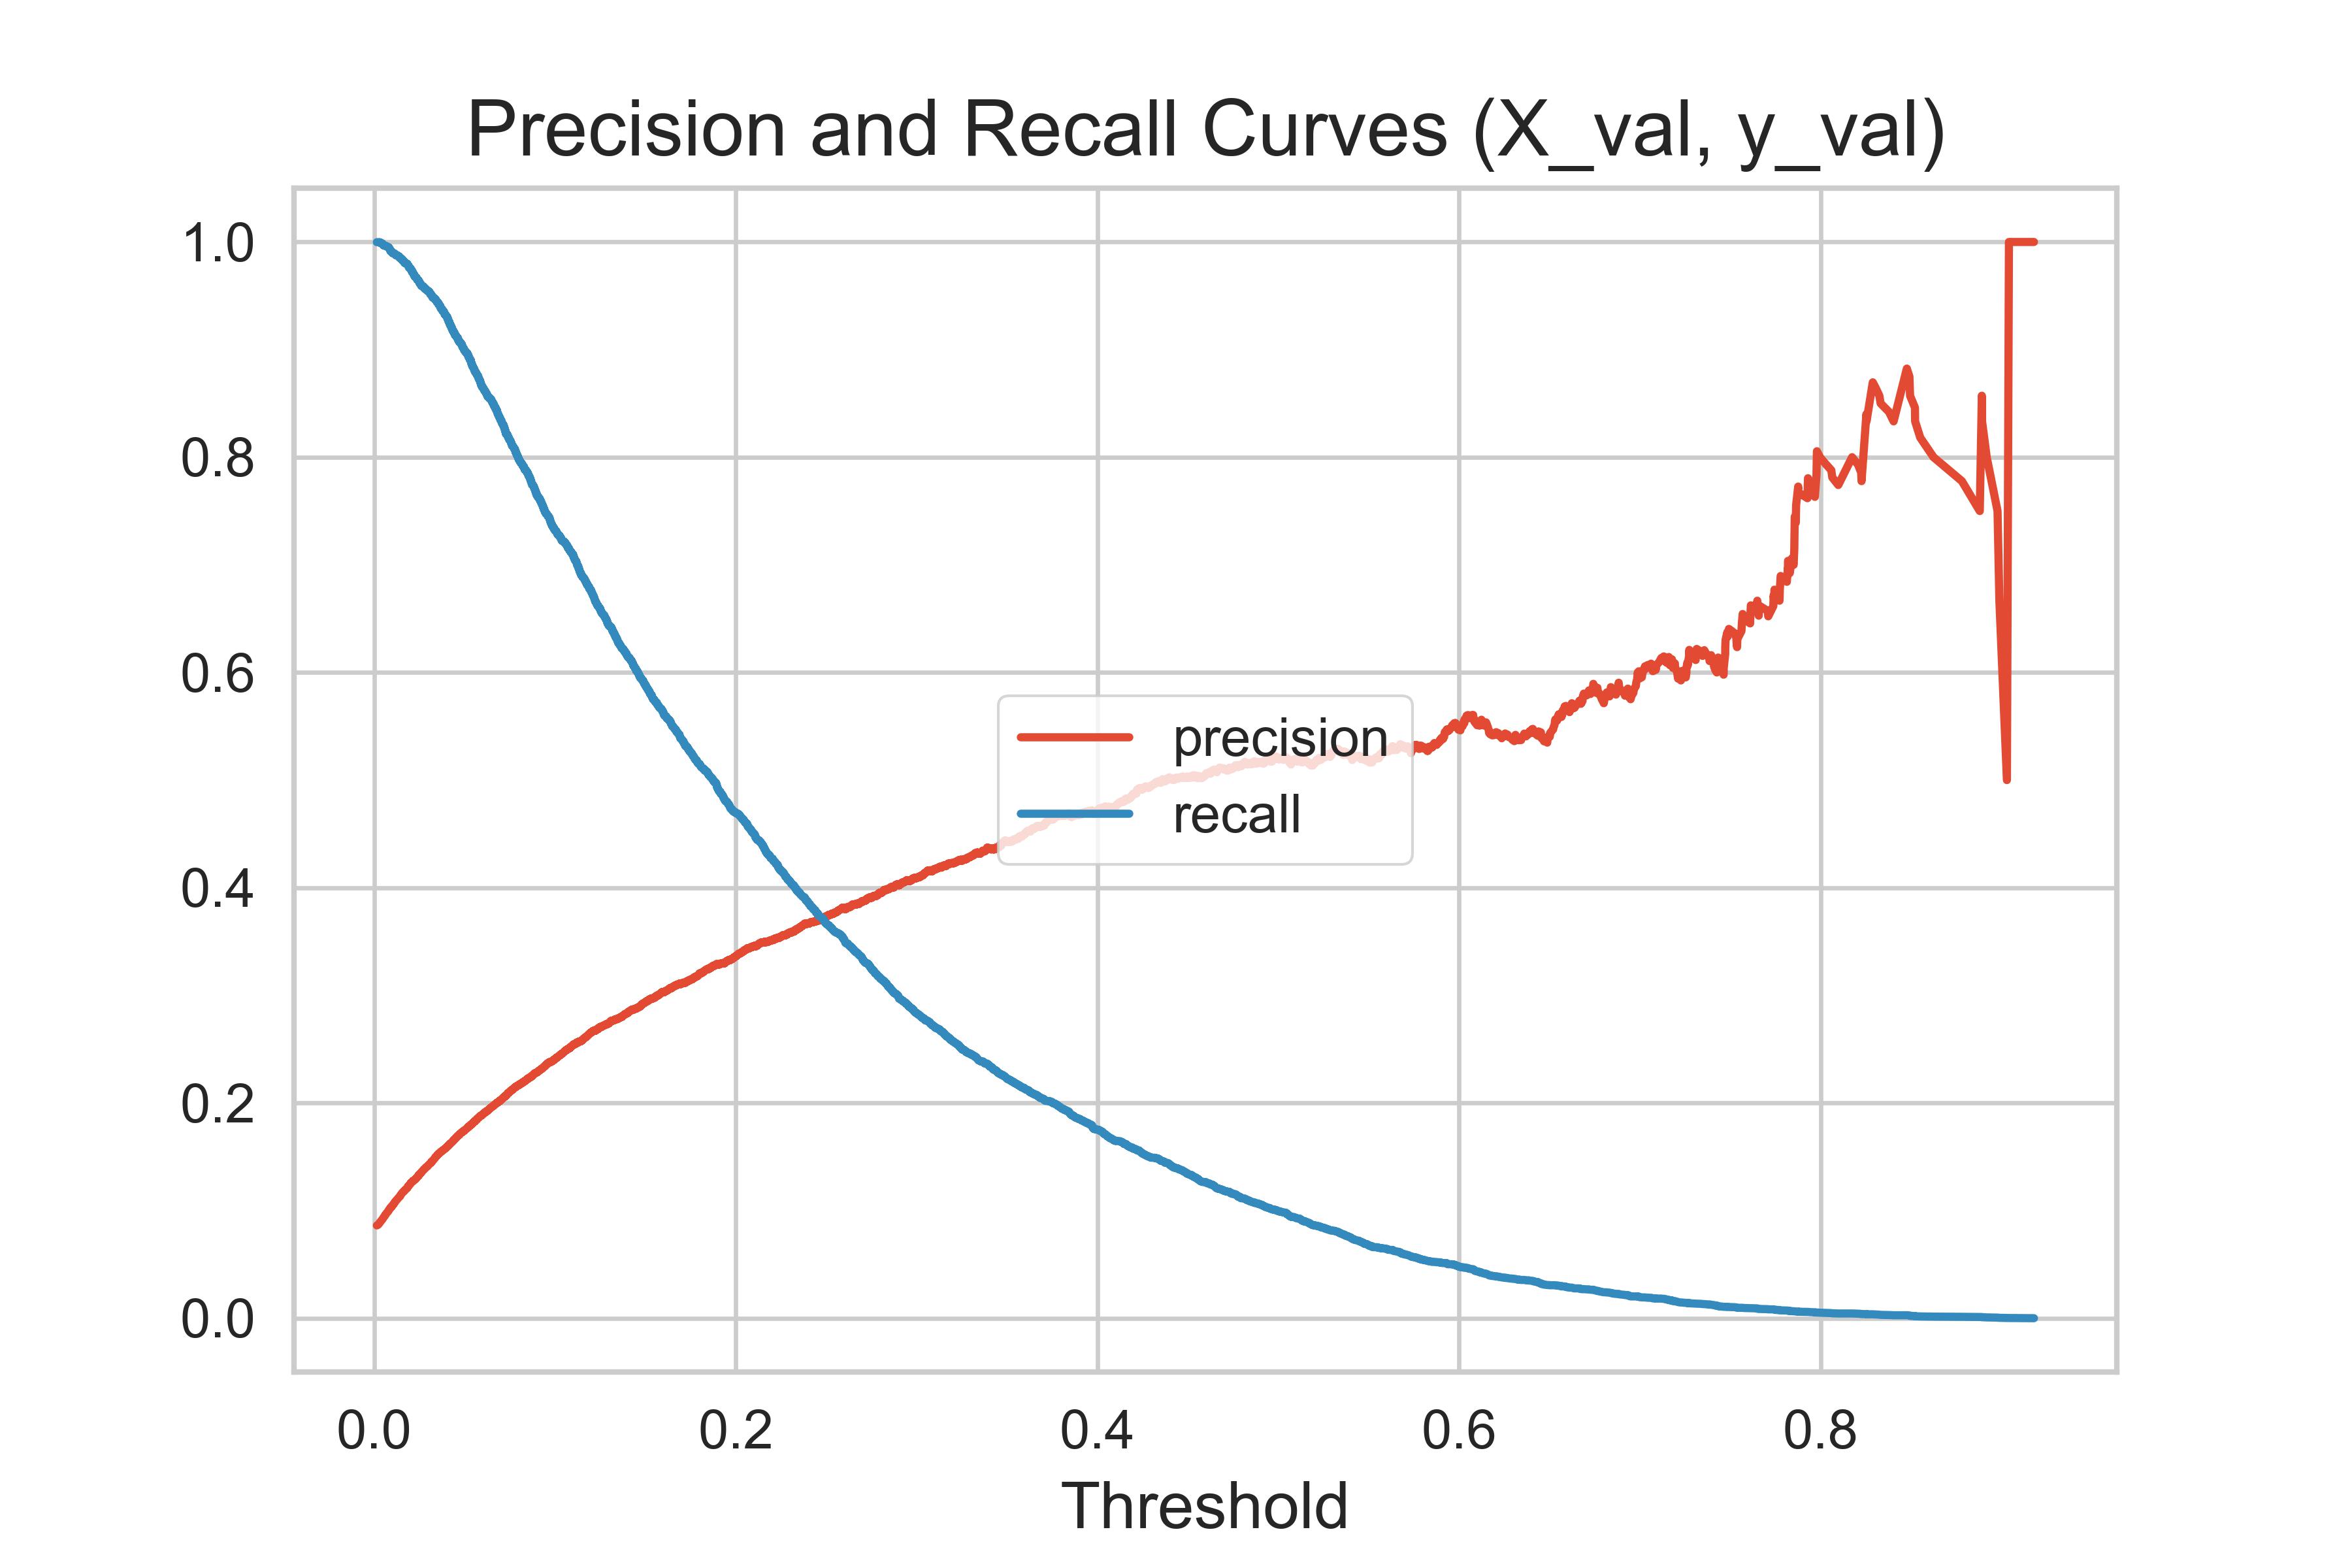 Precision and Recall Curves (X_val, y_val)
1.0
0.8
0.6
0.4
0.2
0.0
precision
recall
0.0 0.2 0.4 0.6 0.8
Threshold